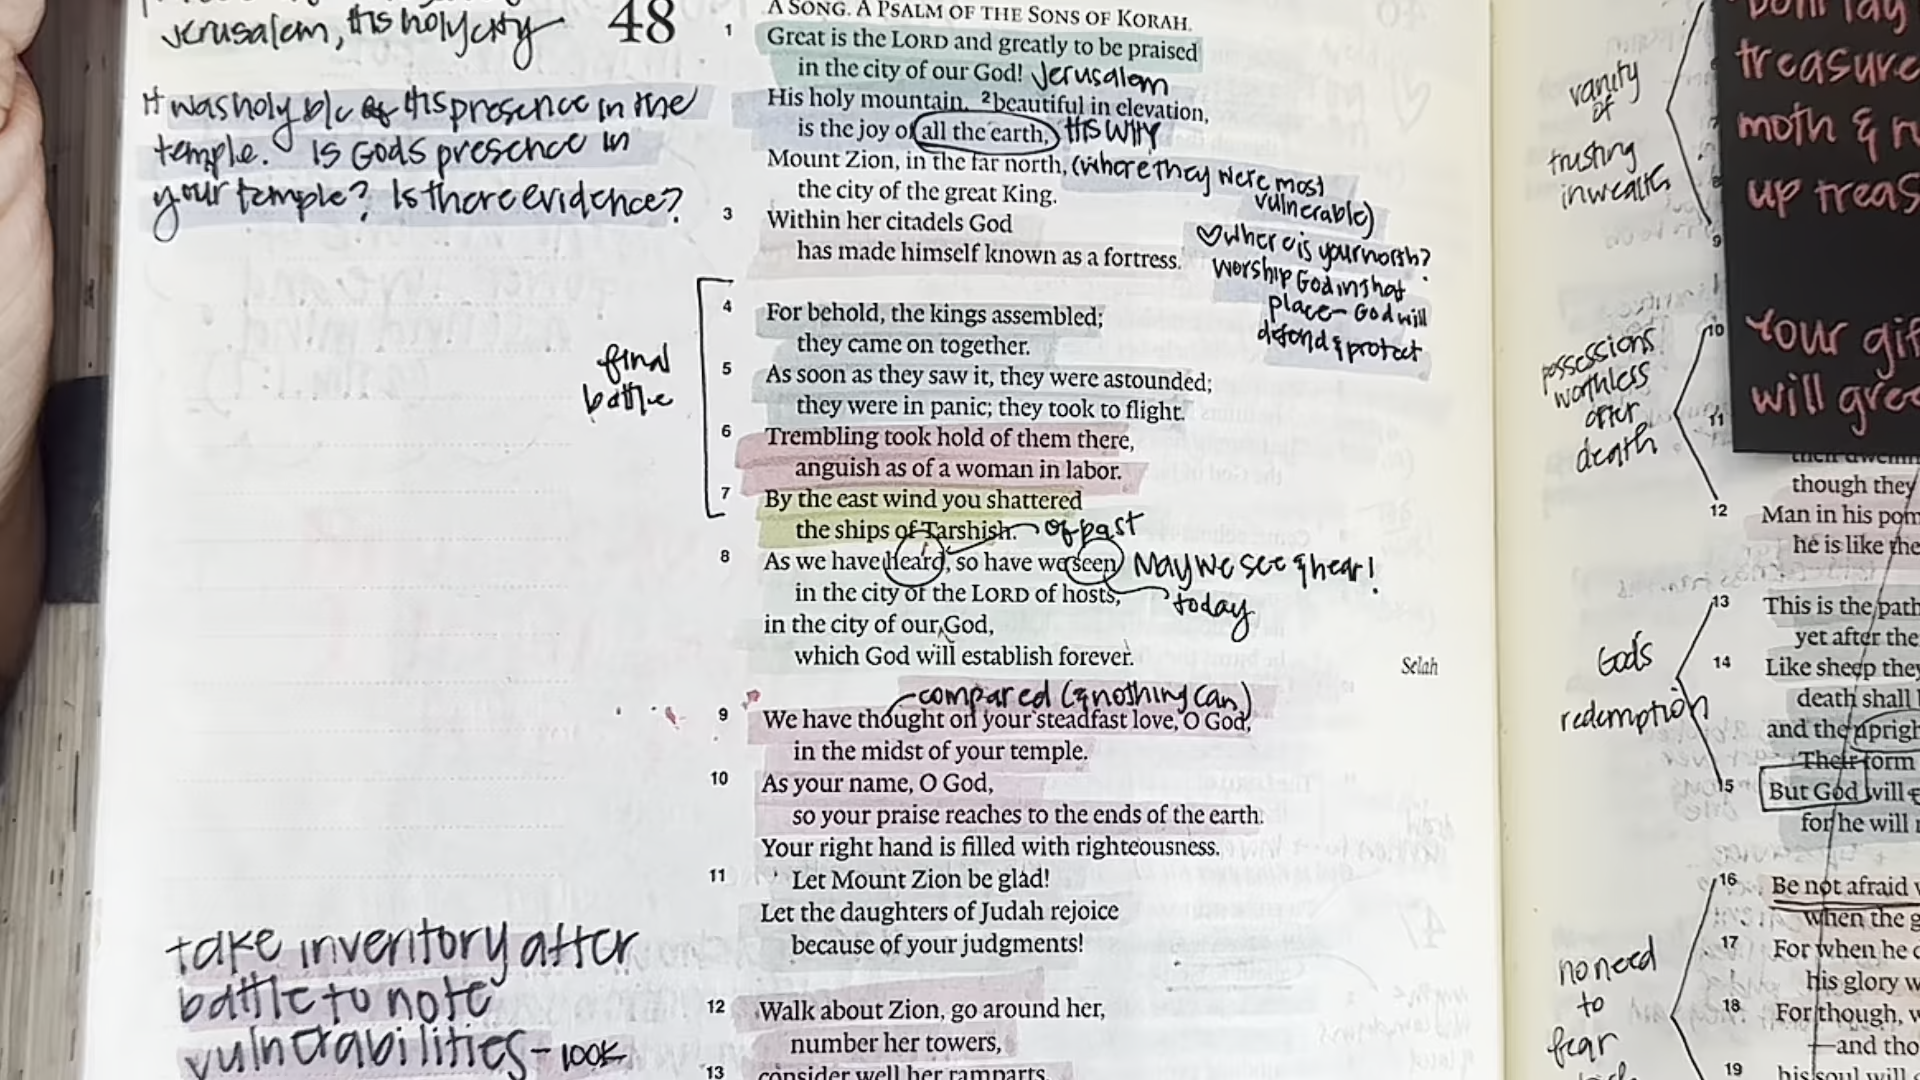 Jerusalem, His holy city
It was holy b/c of His presence in the
temple. Is Gods presence in
your temple? Is there evidence?
final
battle
take inventory after
battle to note
vulnerabilities - look
48
A SONG. A PSALM OF THE SONS OF KORAH.
1 Great is the LORD and greatly to be praised
in the city of our God! Jerusalem
His holy mountain, 2 beautiful in elevation,
is the joy of all the earth, His WHY
Mount Zion, in the far north, (where they were most
vulnerable)
the city of the great King.
3 Within her citadels God
has made himself known as a fortress.
♡ where is your north?
Worship God in that
place - God will
defend & protect
4 For behold, the kings assembled;
they came on together.
5 As soon as they saw it, they were astounded;
they were in panic; they took to flight.
6 Trembling took hold of them there,
anguish as of a woman in labor.
7 By the east wind you shattered
the ships of Tarshish. of past
8 As we have heard, so have we seen May we see & hear!
in the city of the LORD of hosts, today
in the city of our God,
which God will establish forever. Selah
compared (& nothing can)
9 We have thought on your steadfast love, O God,
in the midst of your temple.
10 As your name, O God,
so your praise reaches to the ends of the earth.
Your right hand is filled with righteousness.
11 Let Mount Zion be glad!
Let the daughters of Judah rejoice
because of your judgments!
12 Walk about Zion, go around her,
number her towers,
13 consider well her ramparts,
vanity
of
trusting
in wealth
possessions
worthless
after
death
Gods
redemption
no need
to
fear
treasure
moth &
up treas
Your gif
will gre
9
10
11
though they
12 Man in his pom
he is like the
13 This is the path
yet after the
14 Like sheep they
death shall
and the uprigh
Their form
15 But God will
for he will
16 Be not afraid
when the g
17 For when he
his glory
18 For though,
—and tho
19 his soul will